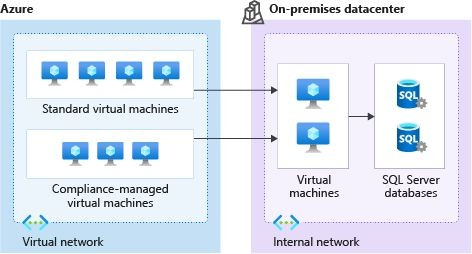 Azure
On-premises datacenter
Standard virtual machines
Compliance-managed
virtual machines
Virtual network
Virtual
machines
SQL
SQL
SQL Server
databases
Internal network